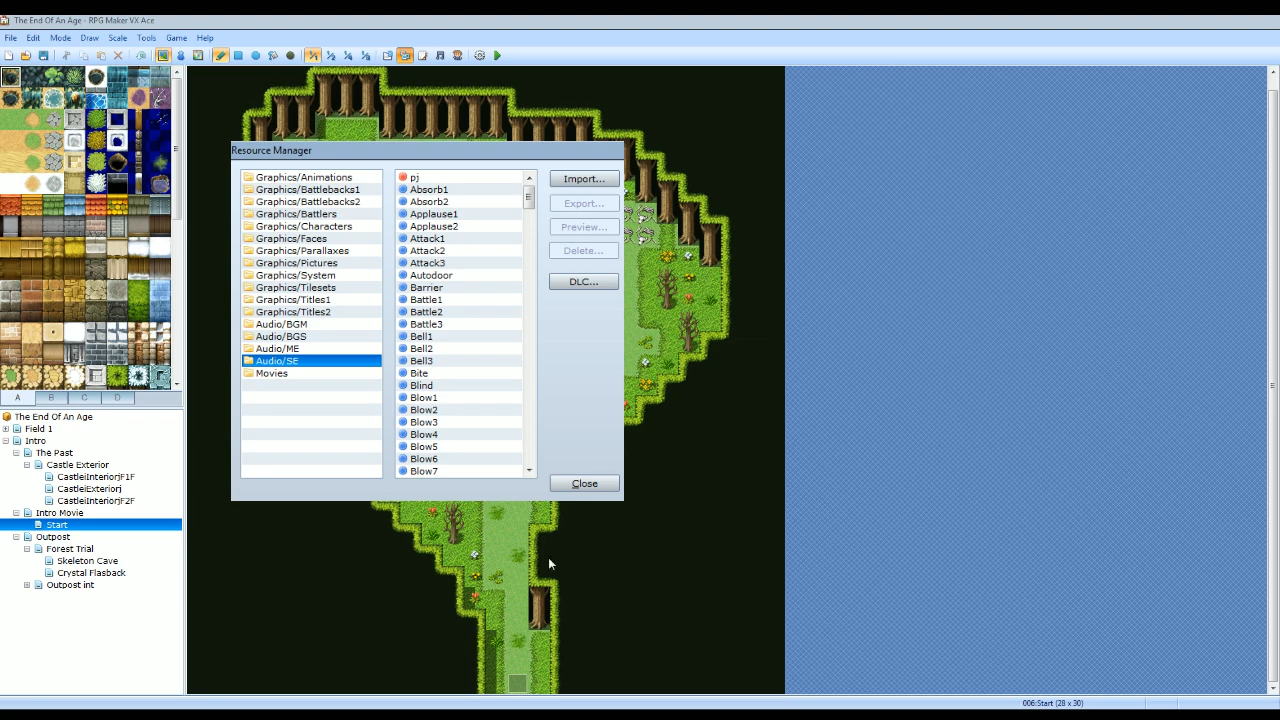 The End Of An Age - RPG Maker VX Ace
File Edit Mode Draw Scale Tools Game Help
Resource Manager
Graphics/Animations
Graphics/Battlebacks1
Graphics/Battlebacks2
Graphics/Battlers
Graphics/Characters
Graphics/Faces
Graphics/Parallaxes
Graphics/Pictures
Graphics/System
Graphics/Tilesets
Graphics/Titles1
Graphics/Titles2
Audio/BGM
Audio/BGS
Audio/ME
Audio/SE
Movies
pj
Absorb1
Absorb2
Applause1
Applause2
Attack1
Attack2
Attack3
Autodoor
Barrier
Battle1
Battle2
Battle3
Bell1
Bell2
Bell3
Bite
Blind
Blow1
Blow2
Blow3
Blow4
Blow5
Blow6
Blow7
Import...
Export...
Preview...
Delete...
DLC...
Close
A B C D
The End Of An Age
Field 1
Intro
The Past
Castle Exterior
CastleiInteriorjF1F
CastleiExteriorj
CastleiInteriorjF2F
Intro Movie
Start
Outpost
Forest Trial
Skeleton Cave
Crystal Flasback
Outpost int
006:Start (28 x 30)